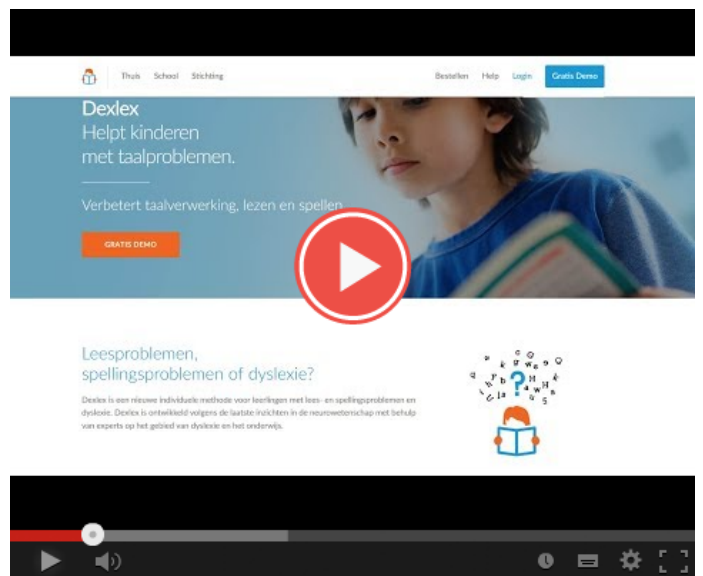 Thuis School Stichting Bestellen Help Login Gratis Demo
Dexlex
Helpt kinderen
met taalproblemen.
Verbetert taalverwerking, lezen en spellen
GRATIS DEMO
Leesproblemen,
spellingsproblemen of dyslexie?
Dexlex is een nieuwe individuele methode voor leerlingen met lees- en spellingsproblemen en
dyslexie. Dexlex is ontwikkeld volgens de laatste inzichten in de neurowetenschap met behulp
van experts op het gebied van dyslexie en het onderwijs.
?